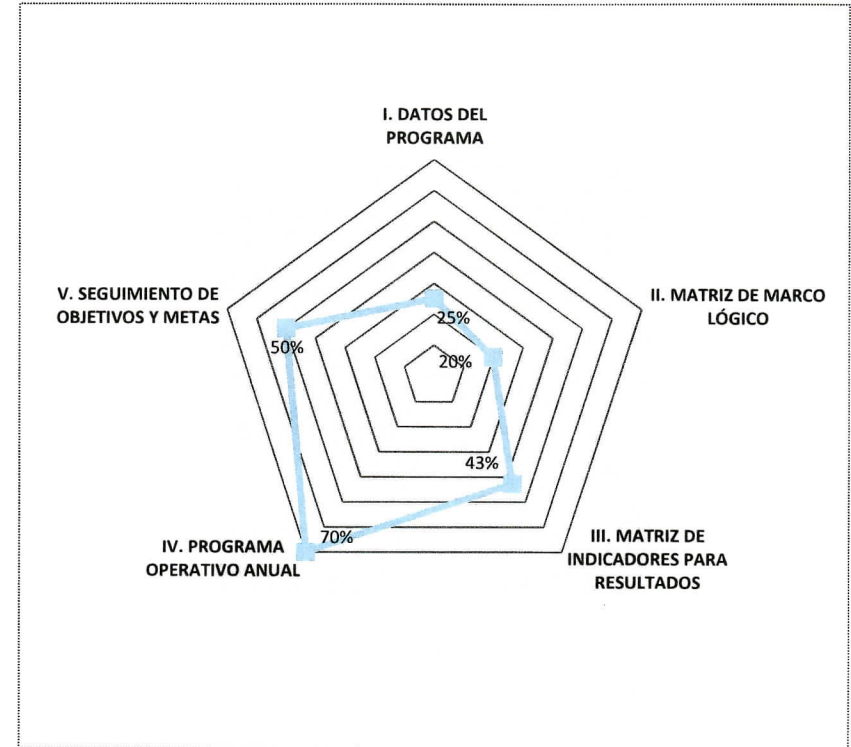 I. DATOS DEL
PROGRAMA
25%
II. MATRIZ DE MARCO
LÓGICO
20%
III. MATRIZ DE
INDICADORES PARA
RESULTADOS
43%
IV. PROGRAMA
OPERATIVO ANUAL
70%
V. SEGUIMIENTO DE
OBJETIVOS Y METAS
50%